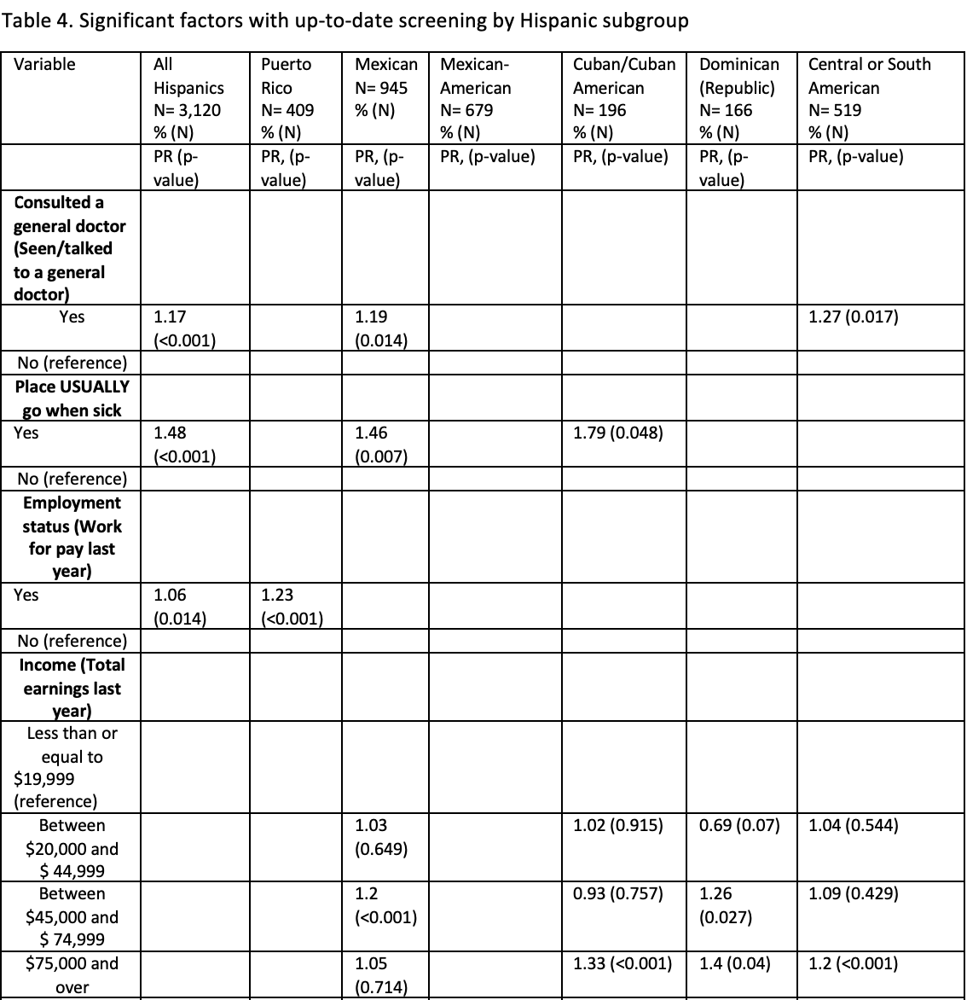 Table 4. Significant factors with up-to-date screening by Hispanic subgroup
Variable
All
Hispanics
N= 3,120
% (N)
Puerto
Rico
N= 409
% (N)
Mexican
N= 945
% (N)
Mexican-
American
N= 679
% (N)
Cuban/Cuban
American
N= 196
% (N)
Dominican
(Republic)
N= 166
% (N)
Central or South
American
N= 519
% (N)
PR (p-
value)
PR, (p-
value)
PR, (p-
value)
PR, (p-value)
PR, (p-value)
PR, (p-
value)
PR, (p-value)
Consulted a
general doctor
(Seen/talked
to a general
doctor)
Yes
1.17
(<0.001)
1.19
(0.014)
1.27 (0.017)
No (reference)
Place USUALLY
go when sick
Yes
1.48
(<0.001)
1.46
(0.007)
1.79 (0.048)
No (reference)
Employment
status (Work
for pay last
year)
Yes
1.06
(0.014)
1.23
(<0.001)
No (reference)
Income (Total
earnings last
year)
Less than or
equal to
$19,999
(reference)
Between
$20,000 and
$ 44,999
1.03
(0.649)
1.02 (0.915)
0.69 (0.07)
1.04 (0.544)
Between
$45,000 and
$ 74,999
1.2
(<0.001)
0.93 (0.757)
1.26
(0.027)
1.09 (0.429)
$75,000 and
over
1.05
(0.714)
1.33 (<0.001)
1.4 (0.04)
1.2 (<0.001)